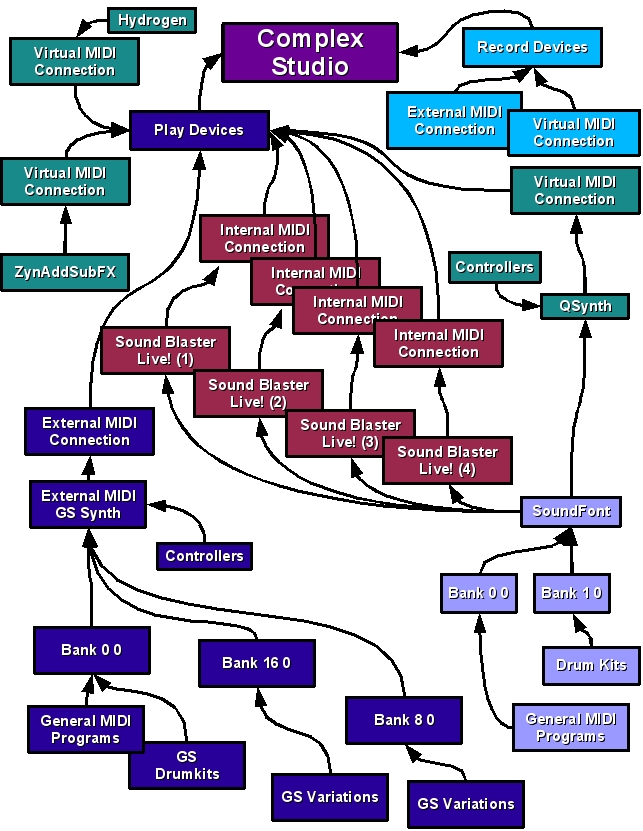 Hydrogen
Complex
Studio
Record Devices
Virtual MIDI
Connection
External MIDI
Connection
Virtual MIDI
Connection
Play Devices
Virtual MIDI
Connection
Virtual MIDI
Connection
Internal MIDI
Connection
Internal MIDI
Connection
Internal MIDI
Connection
Internal MIDI
Connection
ZynAddSubFX
Controllers
QSynth
Sound Blaster
Live! (1)
Sound Blaster
Live! (2)
Sound Blaster
Live! (3)
Sound Blaster
Live! (4)
External MIDI
Connection
External MIDI
GS Synth
SoundFont
Controllers
Bank 0 0
Bank 1 0
Bank 0 0
Bank 16 0
Drum Kits
General MIDI
Programs
General MIDI
Programs
Bank 8 0
GS
Drumkits
GS Variations
GS Variations